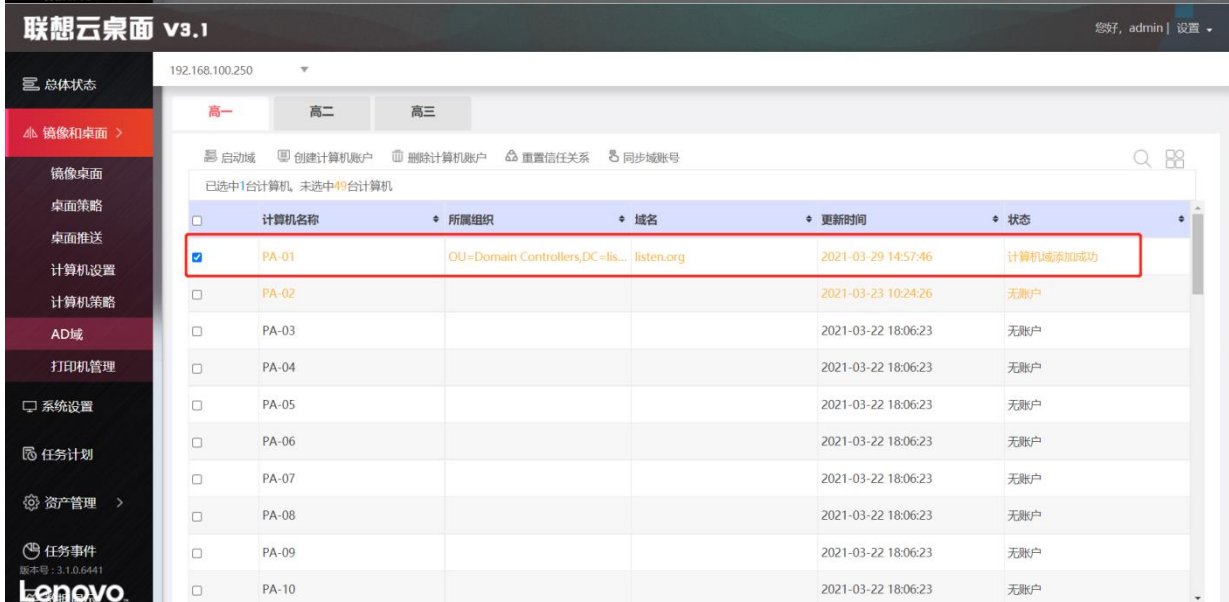 联想云桌面 V3.1
您好, admin | 设置
192.168.100.250
总体状态
镜像和桌面
镜像桌面
桌面策略
桌面推送
计算机设置
计算机策略
AD域
打印机管理
系统设置
任务计划
资产管理
任务事件
版本号 : 3.1.0.6441
Lenovo
高一 高二 高三
启动域 创建计算机账户 删除计算机账户 重置信任关系 同步域账号
已选中1台计算机, 未选中49台计算机
计算机名称 所属组织 域名 更新时间 状态
PA-01 OU=Domain Controllers,DC=lis... listen.org 2021-03-29 14:57:46 计算机域添加成功
PA-02 2021-03-23 10:24:26 无账户
PA-03 2021-03-22 18:06:23 无账户
PA-04 2021-03-22 18:06:23 无账户
PA-05 2021-03-22 18:06:23 无账户
PA-06 2021-03-22 18:06:23 无账户
PA-07 2021-03-22 18:06:23 无账户
PA-08 2021-03-22 18:06:23 无账户
PA-09 2021-03-22 18:06:23 无账户
PA-10 2021-03-22 18:06:23 无账户